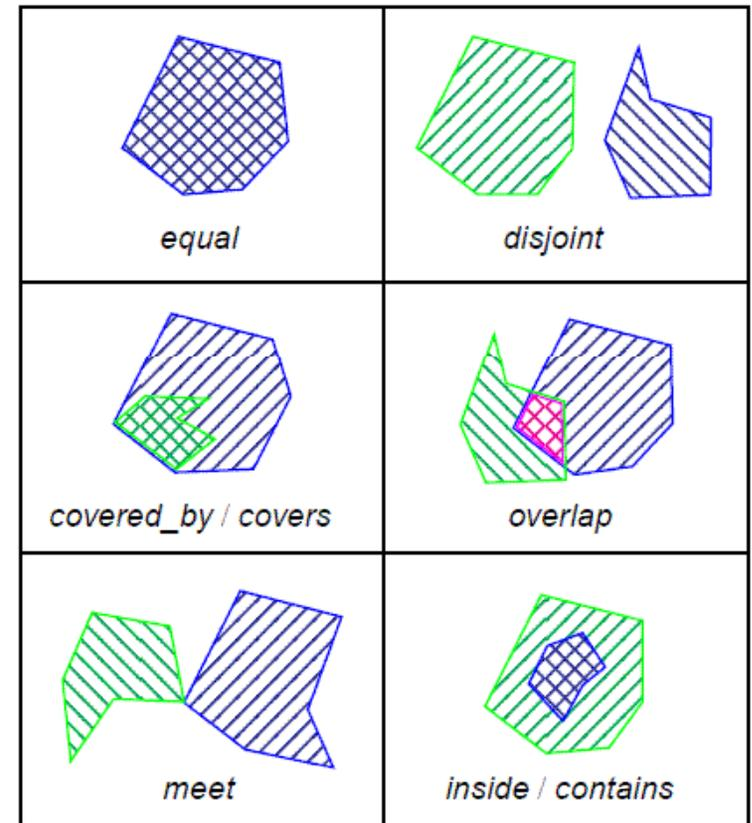 equal
disjoint
covered_by / covers
overlap
meet
inside / contains